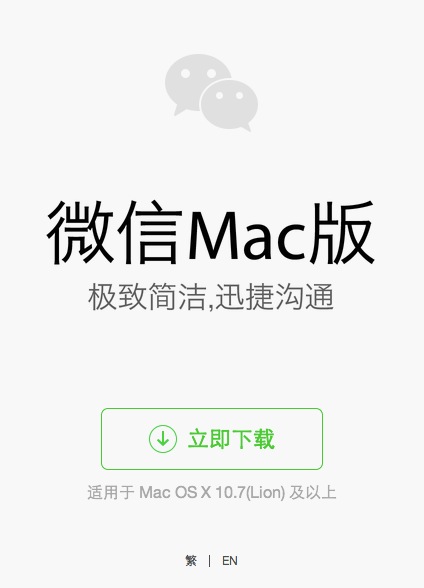 微信Mac版
极致简洁,迅捷沟通
立即下载
适用于 Mac OS X 10.7(Lion) 及以上
繁 | EN